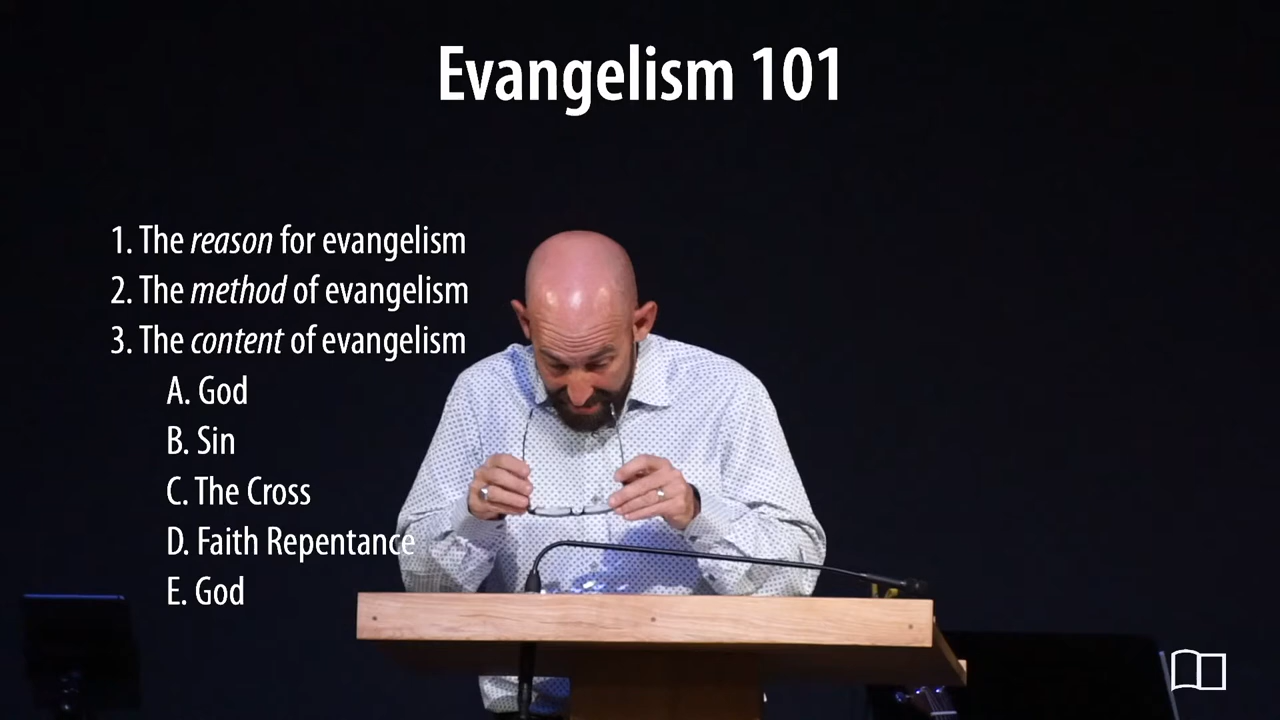 Evangelism 101
1. The reason for evangelism
2. The method of evangelism
3. The content of evangelism
A. God
B. Sin
C. The Cross
D. Faith Repentance
E. God